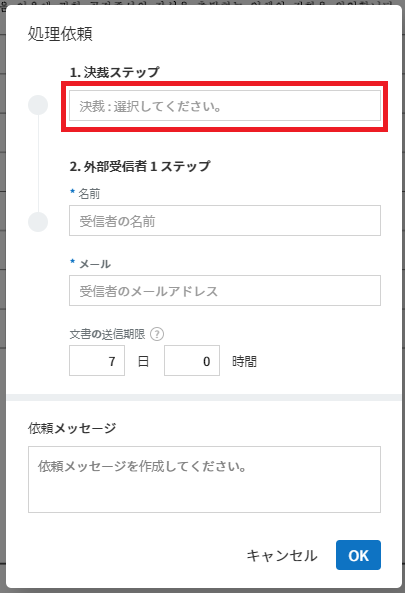 処理依頼
1. 決裁ステップ
決裁 : 選択してください。
2. 外部受信者 1 ステップ
* 名前
受信者の名前
* メール
受信者のメールアドレス
文書の送信期限 ?
7 日 0 時間
依頼メッセージ
依頼メッセージを作成してください。
キャンセル OK